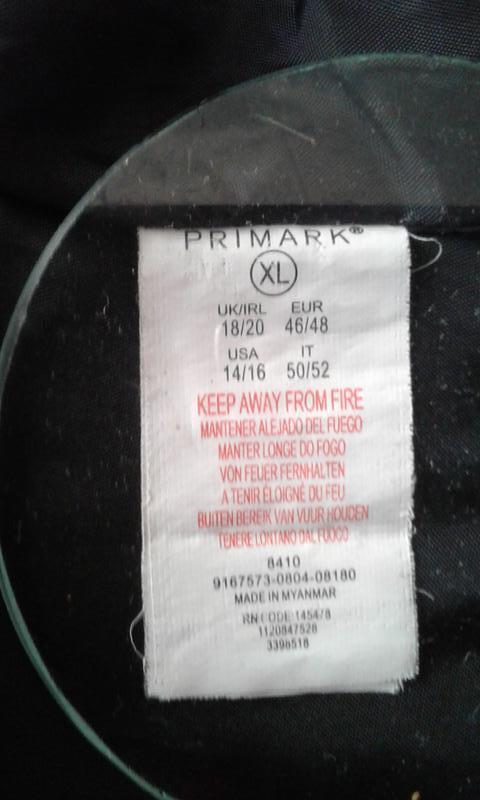 PRIMARK®
XL
UK/IRL EUR
18/20 46/48
USA IT
14/16 50/52
KEEP AWAY FROM FIRE
MANTENER ALEJADO DEL FUEGO
MANTER LONGE DO FOGO
VON FEUER FERNHALTEN
A TENIR ÉLOIGNÉ DU FEU
BUITEN BEREIK VAN VUUR HOUDEN
TENERE LONTANO DAL FUOCO
8410
9167573-0804-08180
MADE IN MYANMAR
RN CODE:145478
1120847526